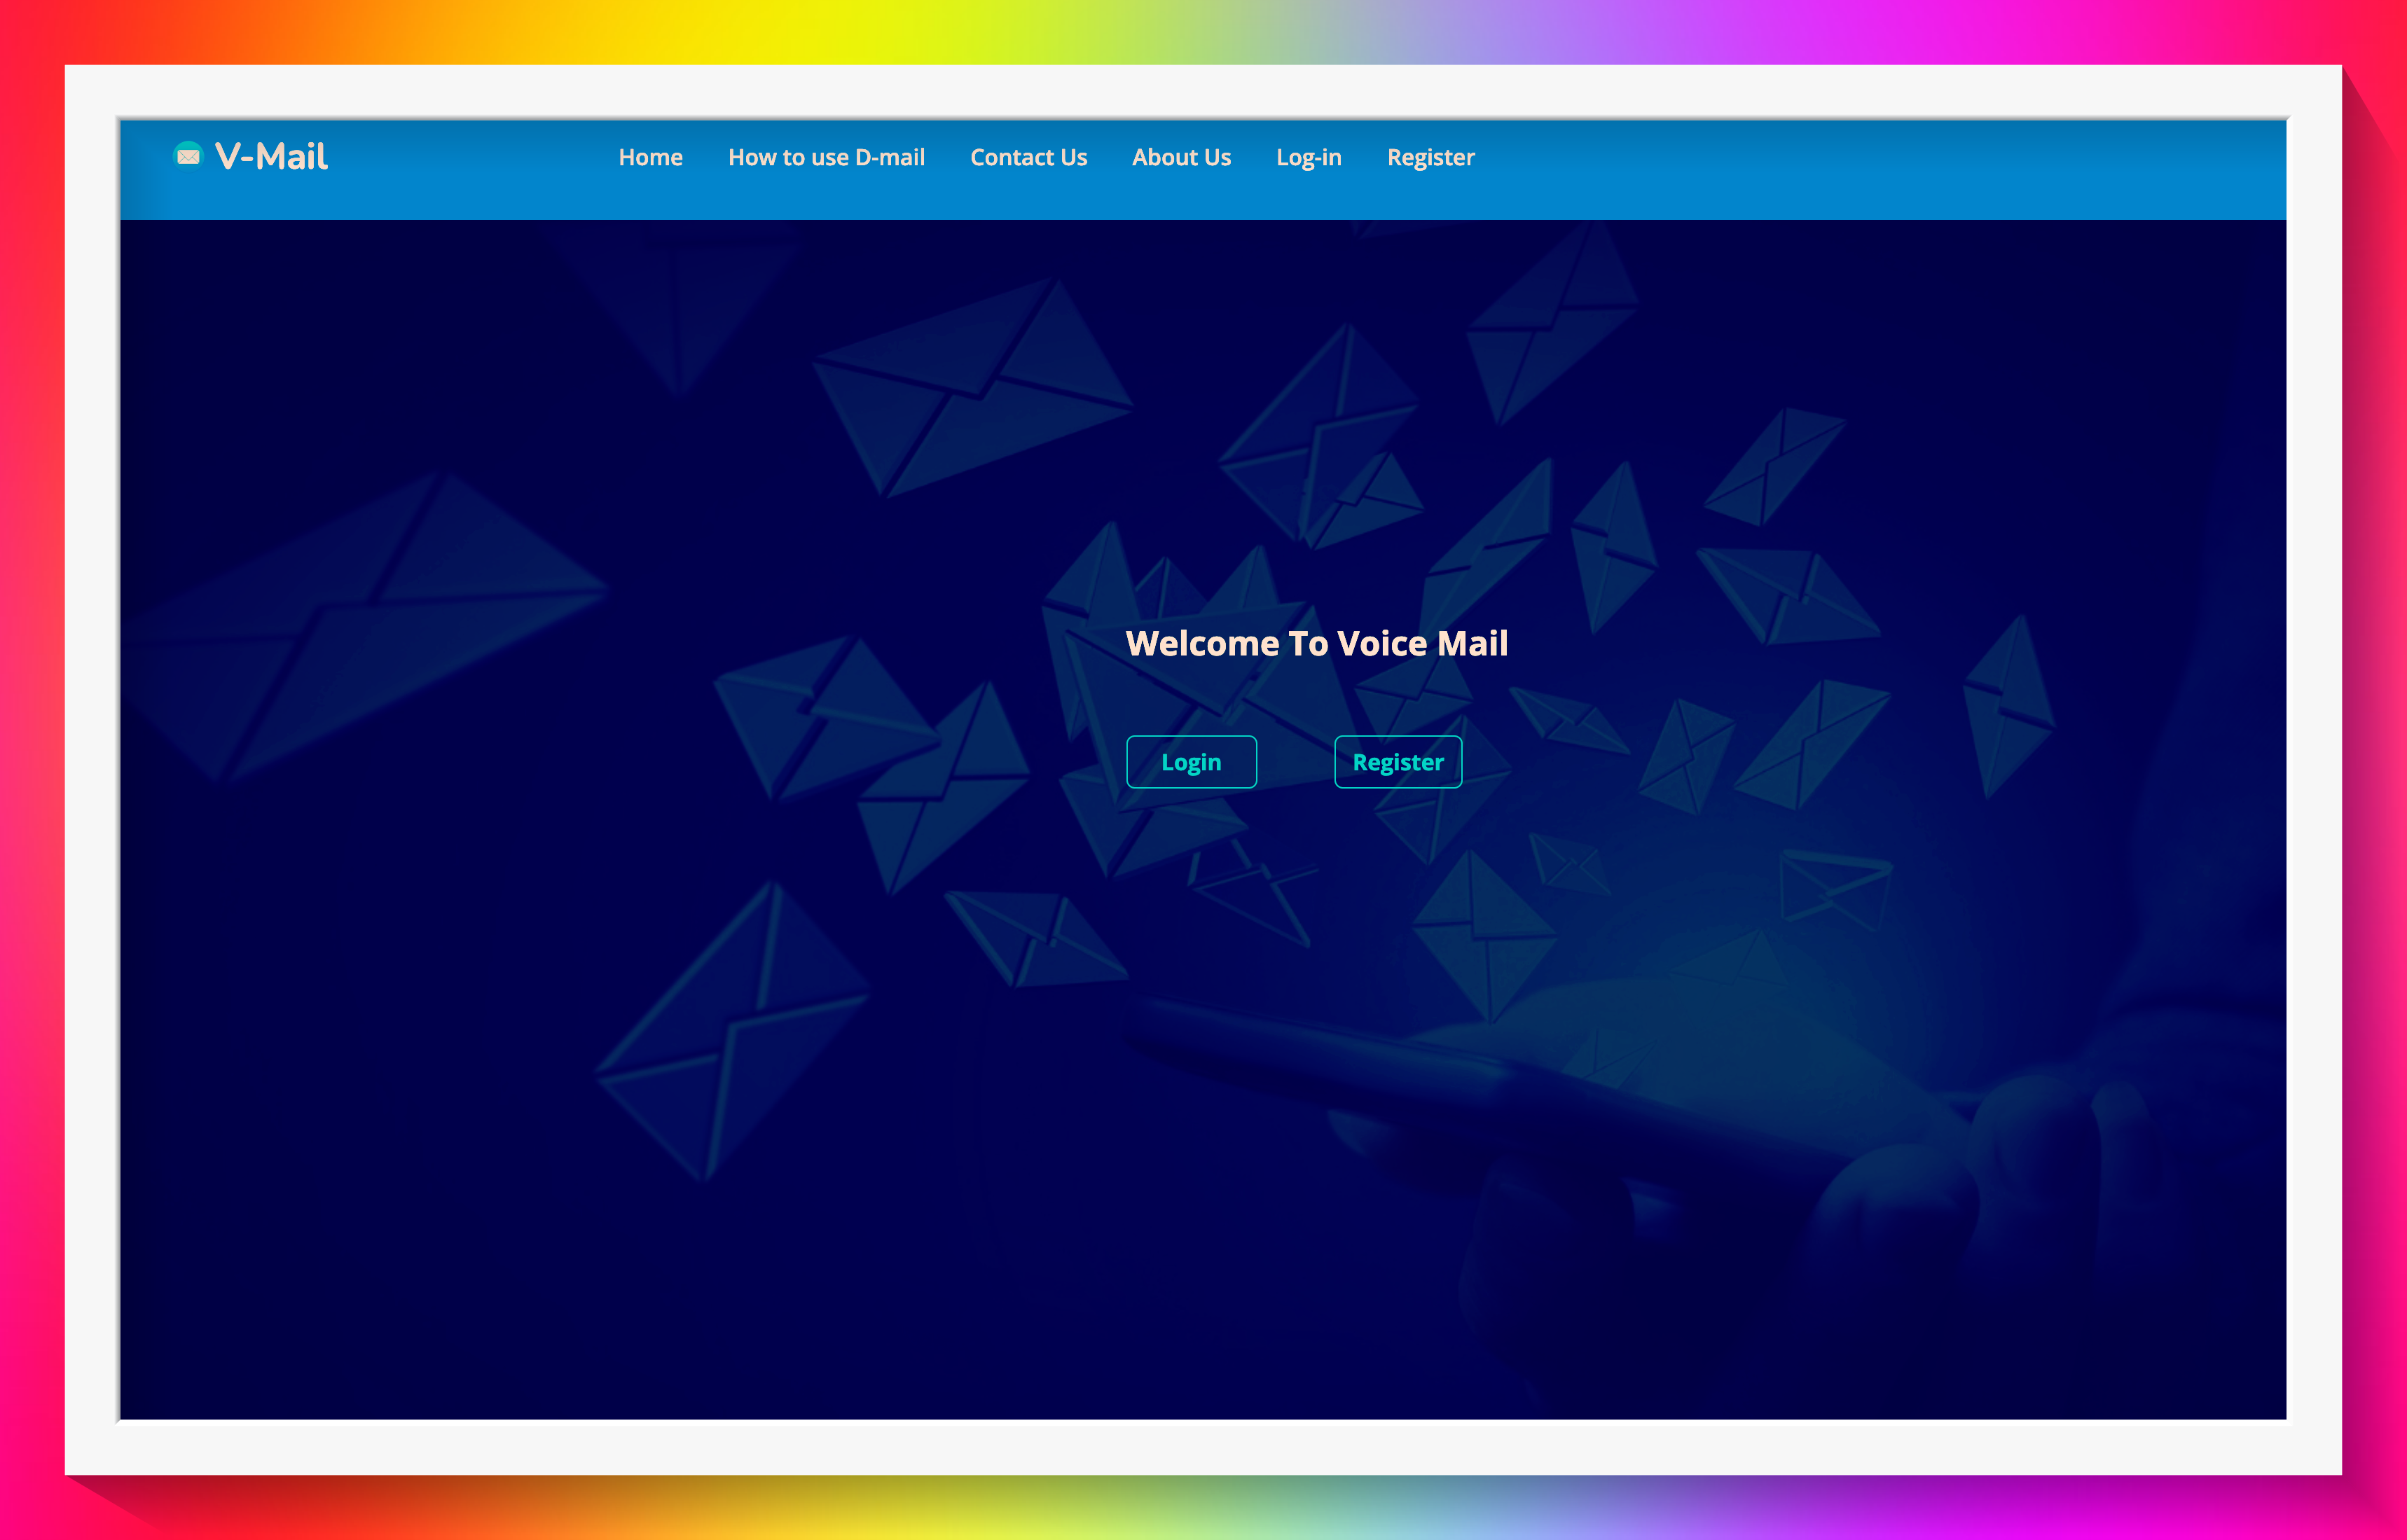 V-Mail
Home How to use D-mail Contact Us About Us Log-in Register
Welcome To Voice Mail
Login Register